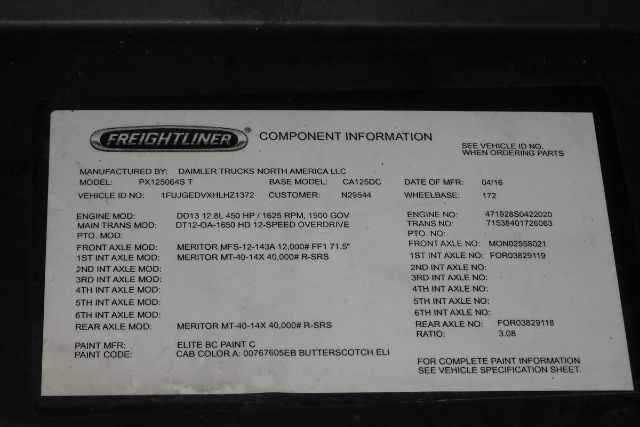 FREIGHTLINER ® COMPONENT INFORMATION
SEE VEHICLE ID NO.
WHEN ORDERING PARTS
MANUFACTURED BY: DAIMLER TRUCKS NORTH AMERICA LLC
MODEL: PX125064S T BASE MODEL: CA125DC DATE OF MFR: 04/16
VEHICLE ID NO: 1FUJGEDVXHLHZ1372 CUSTOMER: N29544 WHEELBASE: 172
ENGINE MOD: DD13 12.8L 450 HP / 1625 RPM, 1900 GOV ENGINE NO: 471928S0422020
MAIN TRANS MOD: DT12-OA-1650 HD 12-SPEED OVERDRIVE TRANS NO: 71538401726063
PTO. MOD: PTO. NO:
FRONT AXLE MOD: MERITOR MFS-12-143A 12,000# FF1 71.5" FRONT AXLE NO: MON02558021
1ST INT AXLE MOD: MERITOR MT-40-14X 40,000# R-SRS 1ST INT AXLE NO: FOR03829119
2ND INT AXLE MOD: 2ND INT AXLE NO:
3RD INT AXLE MOD: 3RD INT AXLE NO:
4TH INT AXLE MOD: 4TH INT AXLE NO:
5TH INT AXLE MOD: 5TH INT AXLE NO:
6TH INT AXLE MOD: 6TH INT AXLE NO:
REAR AXLE MOD: MERITOR MT-40-14X 40,000# R-SRS REAR AXLE NO: FOR03829118
RATIO: 3.08
PAINT MFR: ELITE BC PAINT C
PAINT CODE: CAB COLOR A: 00767605EB BUTTERSCOTCH ELI
FOR COMPLETE PAINT INFORMATION
SEE VEHICLE SPECIFICATION SHEET.